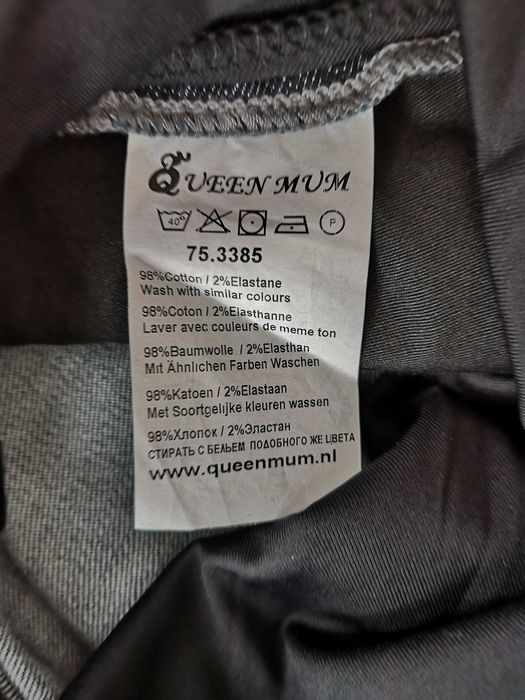 QUEEN MUM
40° P
75.3385
98%Cotton / 2%Elastane
Wash with similar colours
98%Coton / 2%Elasthanne
Laver avec couleurs de meme ton
98%Baumwolle / 2%Elasthan
Mit Ähnlichen Farben Waschen
98%Katoen / 2%Elastaan
Met Soortgelijke kleuren wassen
98%Хлопок / 2%Эластан
СТИРАТЬ С БЕЛЬЕМ ПОДОБНОГО ЖЕ ЦВЕТА
www.queenmum.nl